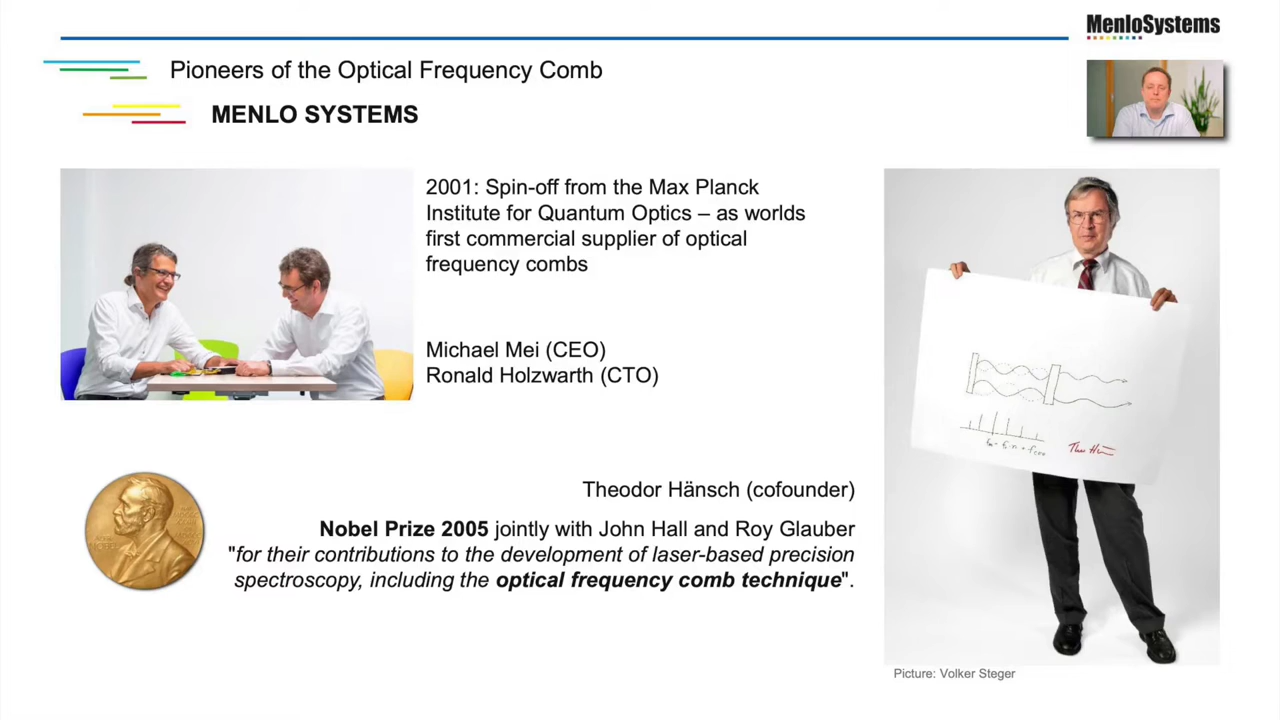 MenloSystems
Pioneers of the Optical Frequency Comb
MENLO SYSTEMS
2001: Spin-off from the Max Planck
Institute for Quantum Optics – as worlds
first commercial supplier of optical
frequency combs
Michael Mei (CEO)
Ronald Holzwarth (CTO)
Theodor Hänsch (cofounder)
Nobel Prize 2005 jointly with John Hall and Roy Glauber
"for their contributions to the development of laser-based precision
spectroscopy, including the optical frequency comb technique".
Picture: Volker Steger